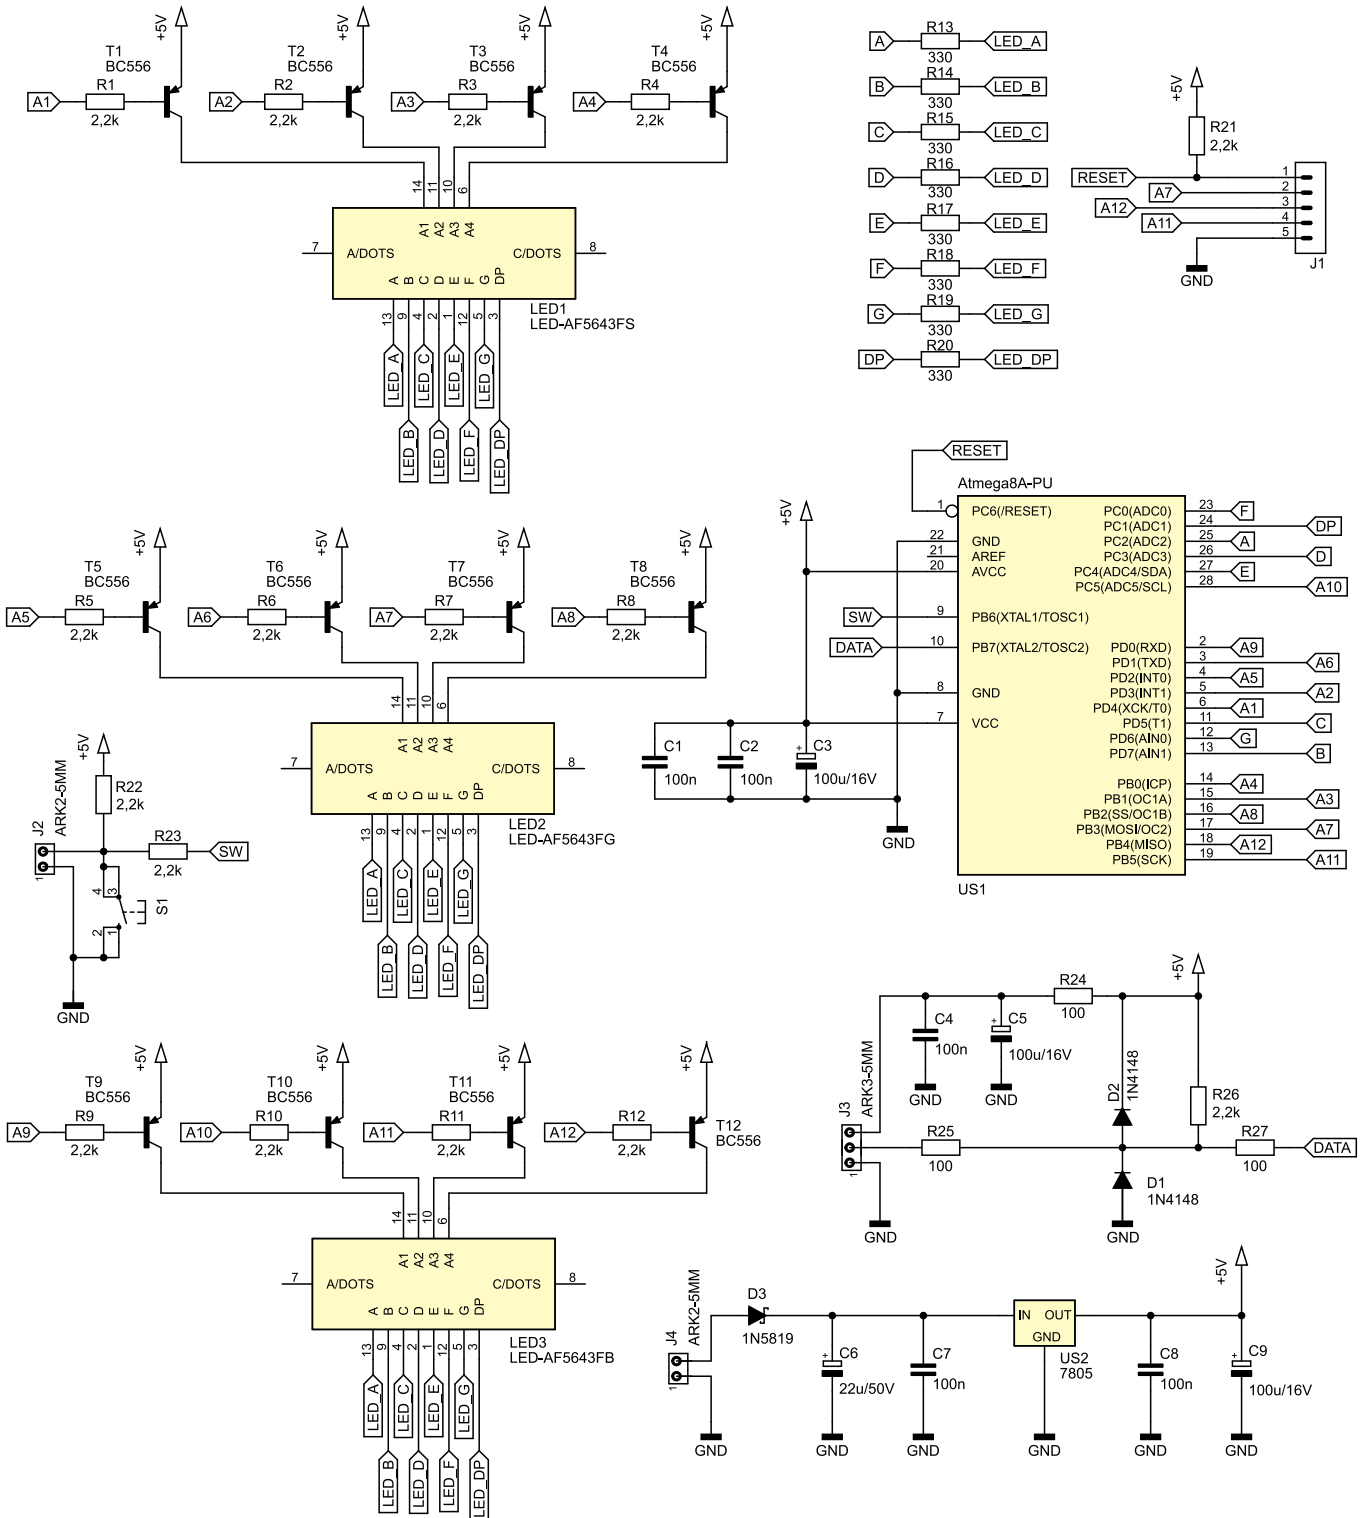 +5V +5V +5V +5V
T1 BC556 T2 BC556 T3 BC556 T4 BC556
A1 R1 2,2k A2 R2 2,2k A3 R3 2,2k A4 R4 2,2k
14 11 10 6
A1 A2 A3 A4
7 A/DOTS C/DOTS 8
A B C D E F G DP
13 9 4 2 1 12 5 3
LED1
LED-AF5643FS
LED_A LED_C LED_E LED_G
LED_B LED_D LED_F LED_DP
A R13 330 LED_A
B R14 330 LED_B
C R15 330 LED_C
D R16 330 LED_D
E R17 330 LED_E
F R18 330 LED_F
G R19 330 LED_G
DP R20 330 LED_DP
+5V
R21
2,2k
RESET 1
A7 2
A12 3
A11 4
5
J1
GND
+5V +5V +5V +5V
T5 BC556 T6 BC556 T7 BC556 T8 BC556
A5 R5 2,2k A6 R6 2,2k A7 R7 2,2k A8 R8 2,2k
14 11 10 6
A1 A2 A3 A4
7 A/DOTS C/DOTS 8
A B C D E F G DP
13 9 4 2 1 12 5 3
LED2
LED-AF5643FG
LED_A LED_C LED_E LED_G
LED_B LED_D LED_F LED_DP
+5V
R22
2,2k
J2
ARK2-5MM
1
R23
2,2k
SW
4 3
S1
2 1
GND
RESET
Atmega8A-PU
+5V
1 PC6(/RESET)
22 GND
21 AREF
20 AVCC
SW 9 PB6(XTAL1/TOSC1)
DATA 10 PB7(XTAL2/TOSC2)
8 GND
7 VCC
PC0(ADC0) 23 F
PC1(ADC1) 24 DP
PC2(ADC2) 25 A
PC3(ADC3) 26 D
PC4(ADC4/SDA) 27 E
PC5(ADC5/SCL) 28 A10
PD0(RXD) 2 A9
PD1(TXD) 3 A6
PD2(INT0) 4 A5
PD3(INT1) 5 A2
PD4(XCK/T0) 6 A1
PD5(T1) 11 C
PD6(AIN0) 12 G
PD7(AIN1) 13 B
PB0(ICP) 14 A4
PB1(OC1A) 15 A3
PB2(SS/OC1B) 16 A8
PB3(MOSI/OC2) 17 A7
PB4(MISO) 18 A12
PB5(SCK) 19 A11
US1
C1 100n
C2 100n
+ C3 100u/16V
GND
+5V +5V +5V +5V
T9 BC556 T10 BC556 T11 BC556 T12 BC556
A9 R9 2,2k A10 R10 2,2k A11 R11 2,2k A12 R12 2,2k
14 11 10 6
A1 A2 A3 A4
7 A/DOTS C/DOTS 8
A B C D E F G DP
13 9 4 2 1 12 5 3
LED3
LED-AF5643FB
LED_A LED_C LED_E LED_G
LED_B LED_D LED_F LED_DP
+5V
R24
100
C4
100n
GND
+ C5
100u/16V
GND
D2
1N4148
R26
2,2k
J3
ARK3-5MM
1
R25
100
R27
100
DATA
D1
1N4148
GND
GND
+5V
J4
ARK2-5MM
1
D3
1N5819
IN OUT
GND
US2
7805
+ C6
22u/50V
C7
100n
C8
100n
+ C9
100u/16V
GND GND GND GND GND GND